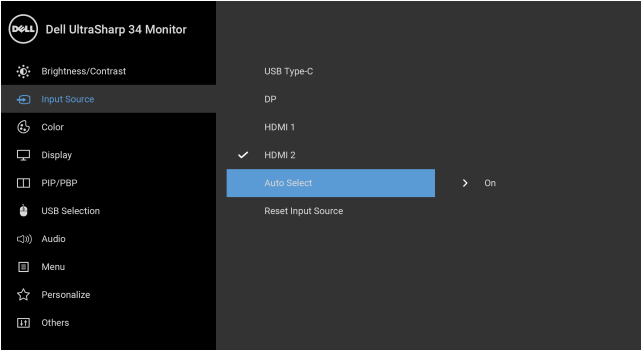 DELL
Dell UltraSharp 34 Monitor
Brightness/Contrast
Input Source
Color
Display
PIP/PBP
USB Selection
Audio
Menu
Personalize
Others
USB Type-C
DP
HDMI 1
HDMI 2
Auto Select > On
Reset Input Source